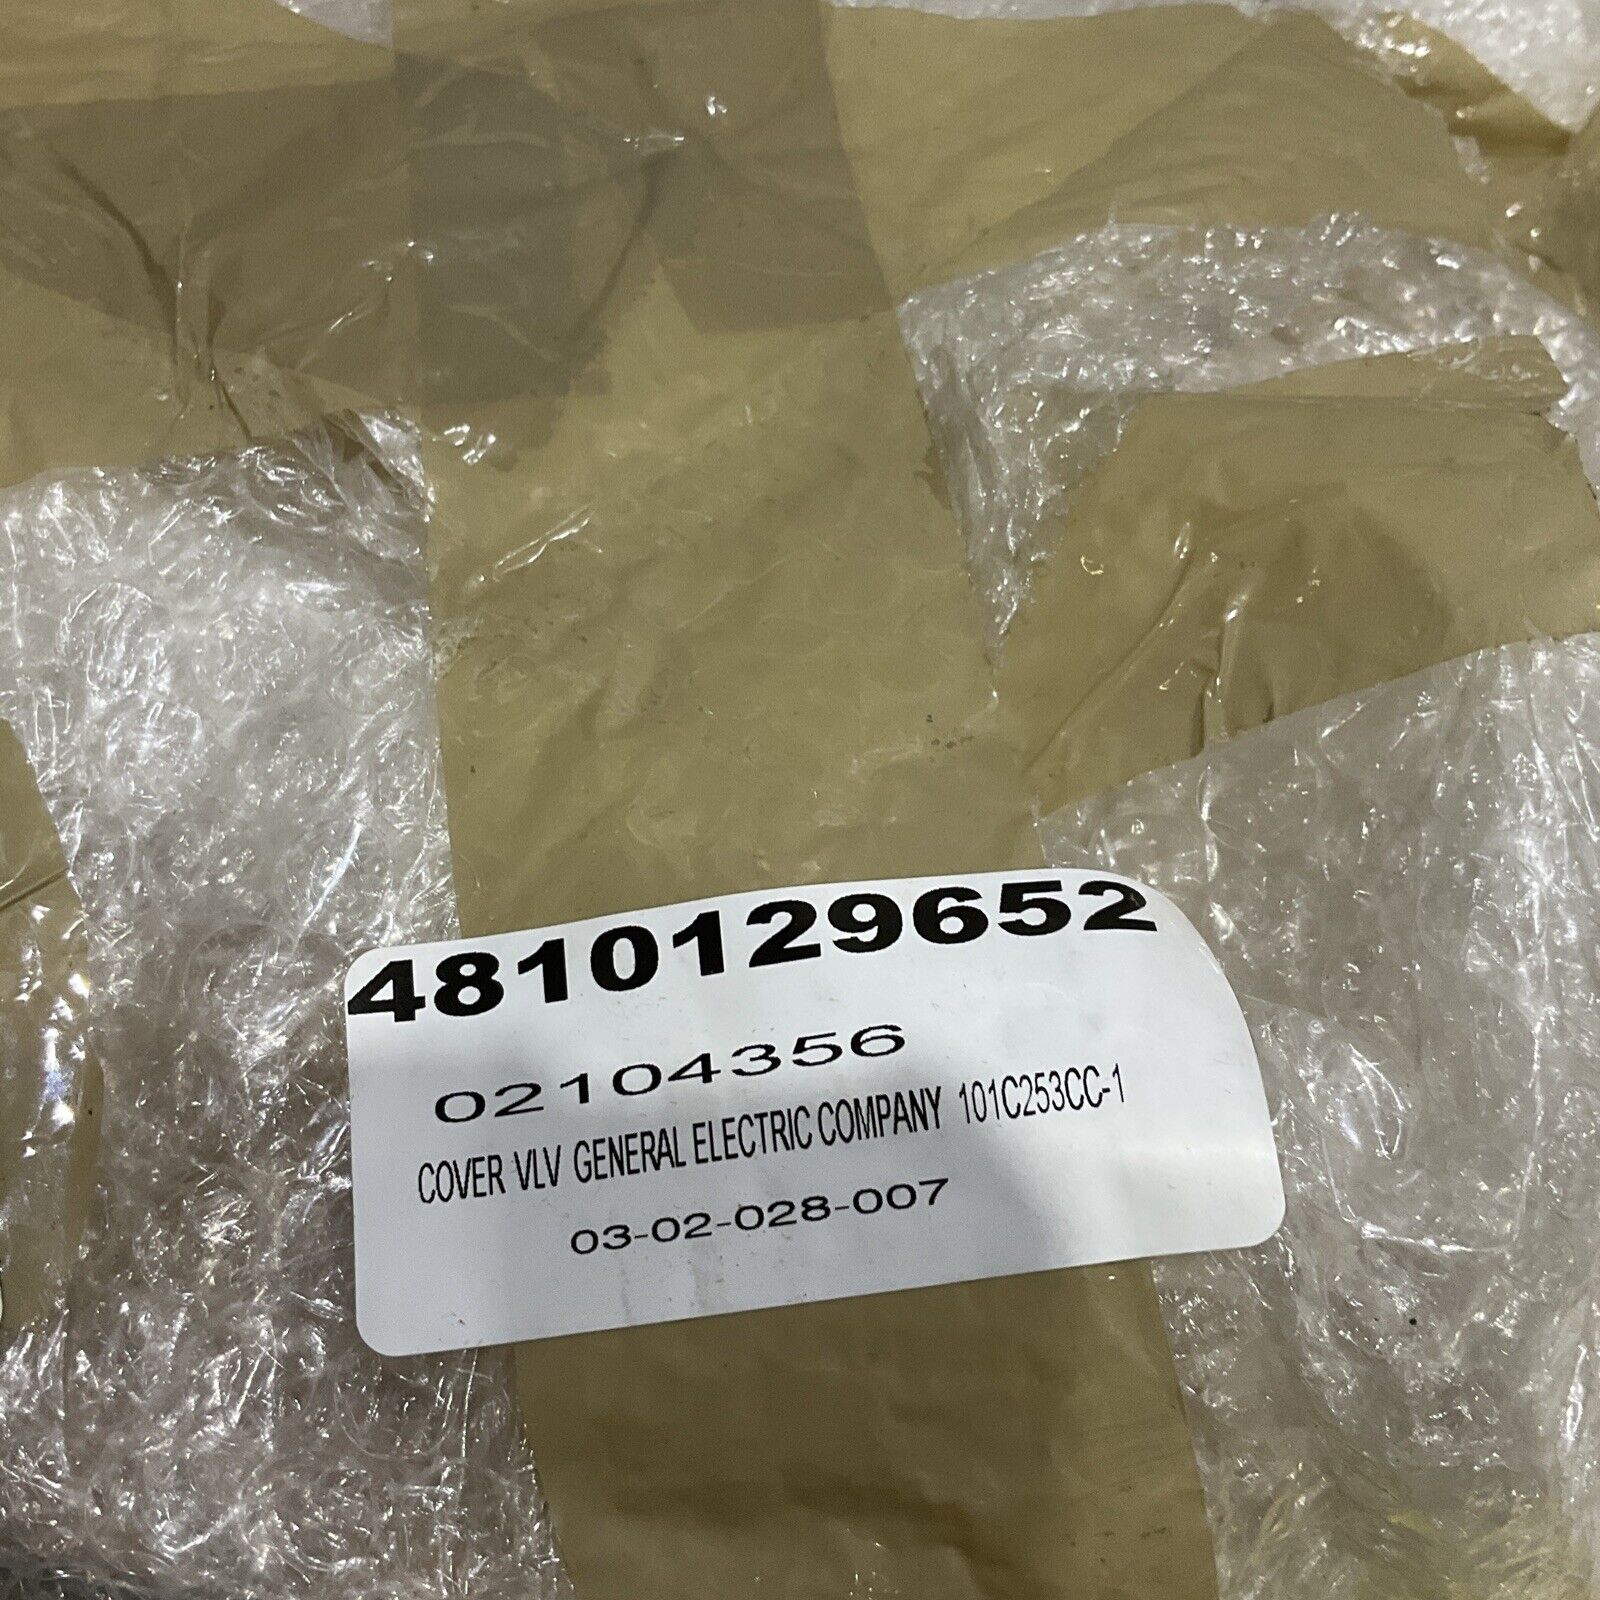 4810129652
02104356
COVER VLV GENERAL ELECTRIC COMPANY 101C253CC-1
03-02-028-007